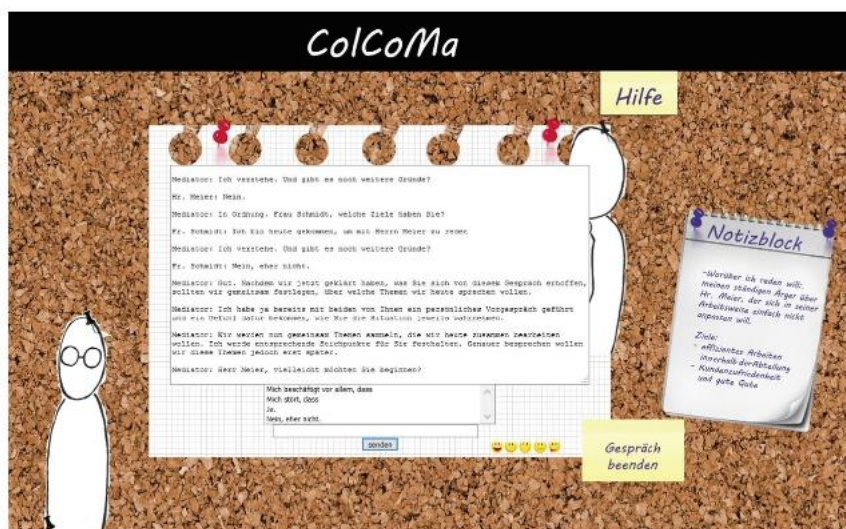 ColCoMa
Hilfe
Mediator: Ich verstehe. Und gibt es noch weitere Gründe?
Hr. Meier: Nein.
Mediator: In Ordnung. Frau Schmidt, welche Ziele haben Sie?
Fr. Schmidt: Ich bin heute gekommen, um mit Herrn Meier zu reden
Mediator: Ich verstehe. Und gibt es noch weitere Gründe?
Fr. Schmidt: Nein, eher nicht.
Mediator: Gut. Nachdem wir jetzt geklärt haben, was Sie sich von diesem Gespräch erhoffen,
sollten wir gemeinsam festlegen, über welche Themen wir heute sprechen wollen.
Mediator: Ich habe ja bereits mit beiden von Ihnen ein persönliches Vorgespräch geführt
und ein Gefühl dafür bekommen, wie Sie die Situation jeweils wahrnehmen.
Mediator: Wir werden nun gemeinsam Themen sammeln, die wir heute zusammen bearbeiten
wollen. Ich werde entsprechende Stichpunkte für Sie festhalten. Genauer besprechen wollen
wir diese Themen jedoch erst später.
Mediator: Herr Meier, vielleicht möchten Sie beginnen?
Mich beschäftigt vor allem, dass
Mich stört, dass
Ja.
Nein, eher nicht.
senden
Notizblock
-Worüber ich reden will:
meinen ständigen Ärger über
Hr. Meier, der sich in seiner
Arbeitsweise einfach nicht
anpassen will.
Ziele:
- effizientes Arbeiten
innerhalb der Abteilung
- Kundenzufriedenheit
und gute
Gespräch
beenden